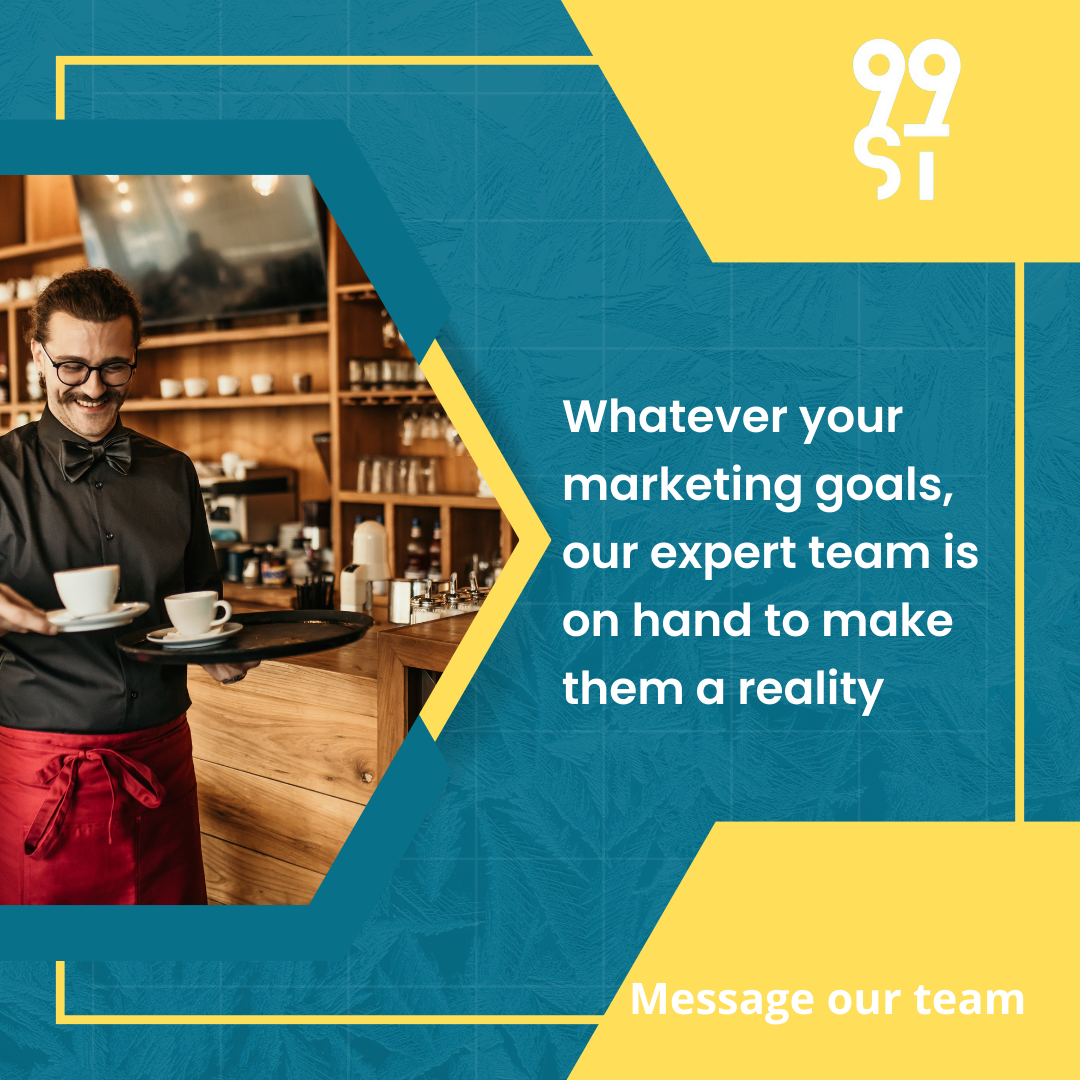 99
ST
Whatever your
marketing goals,
our expert team is
on hand to make
them a reality
Message our team